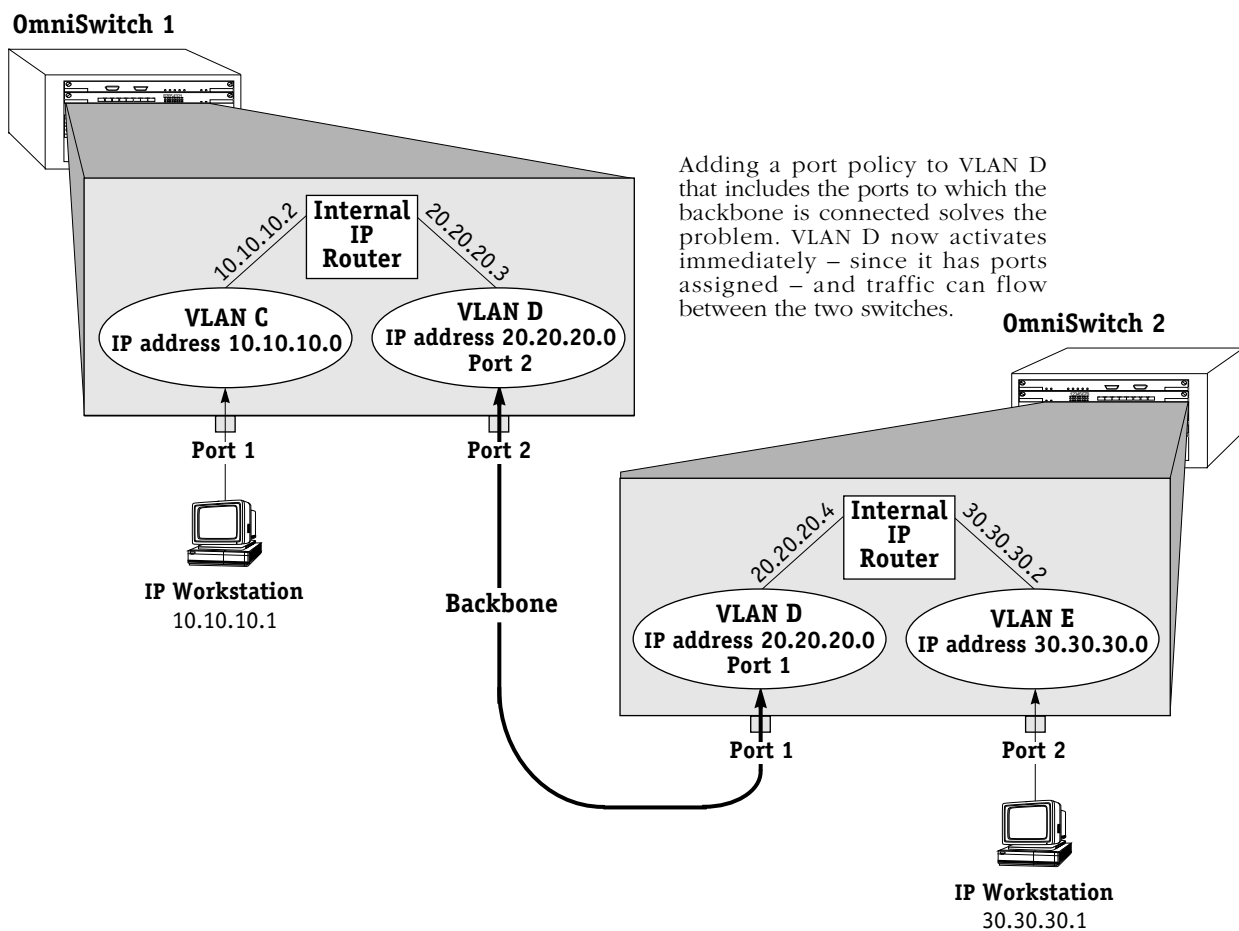 OmniSwitch 1
10.10.10.2
Internal
IP
Router
20.20.20.3
VLAN C
IP address 10.10.10.0
VLAN D
IP address 20.20.20.0
Port 2
Port 1
Port 2
IP Workstation
10.10.10.1
Adding a port policy to VLAN D
that includes the ports to which the
backbone is connected solves the
problem. VLAN D now activates
immediately – since it has ports
assigned – and traffic can flow
between the two switches.
OmniSwitch 2
Backbone
20.20.20.4
Internal
IP
Router
30.30.30.2
VLAN D
IP address 20.20.20.0
Port 1
VLAN E
IP address 30.30.30.0
Port 1
Port 2
IP Workstation
30.30.30.1